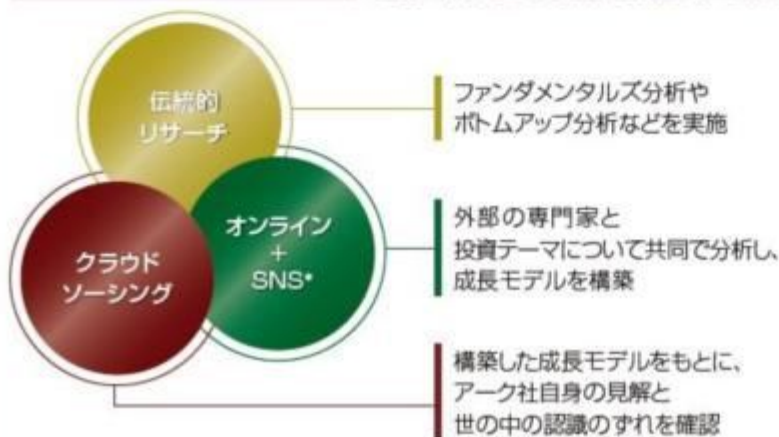 伝統的
リサーチ
ファンダメンタルズ分析や
ボトムアップ分析などを実施
オンライン
+
SNS*
外部の専門家と
投資テーマについて共同で分析し、
成長モデルを構築
クラウド
ソーシング
構築した成長モデルをもとに、
アーク社自身の見解と
世の中の認識のずれを確認